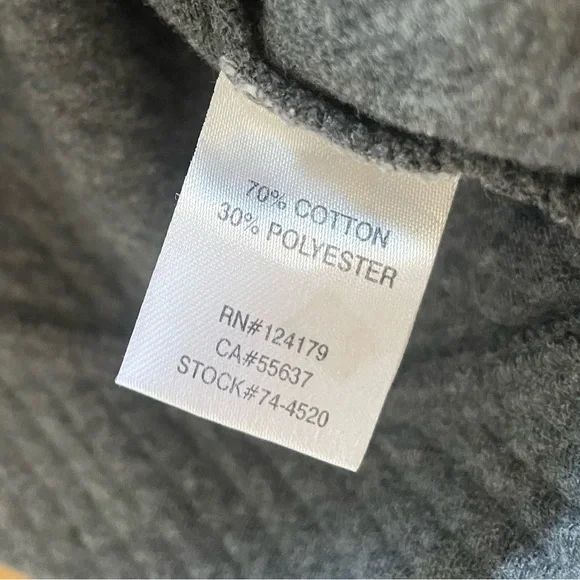 70% COTTON
30% POLYESTER
RN#124179
CA#55637
STOCK#74-4520